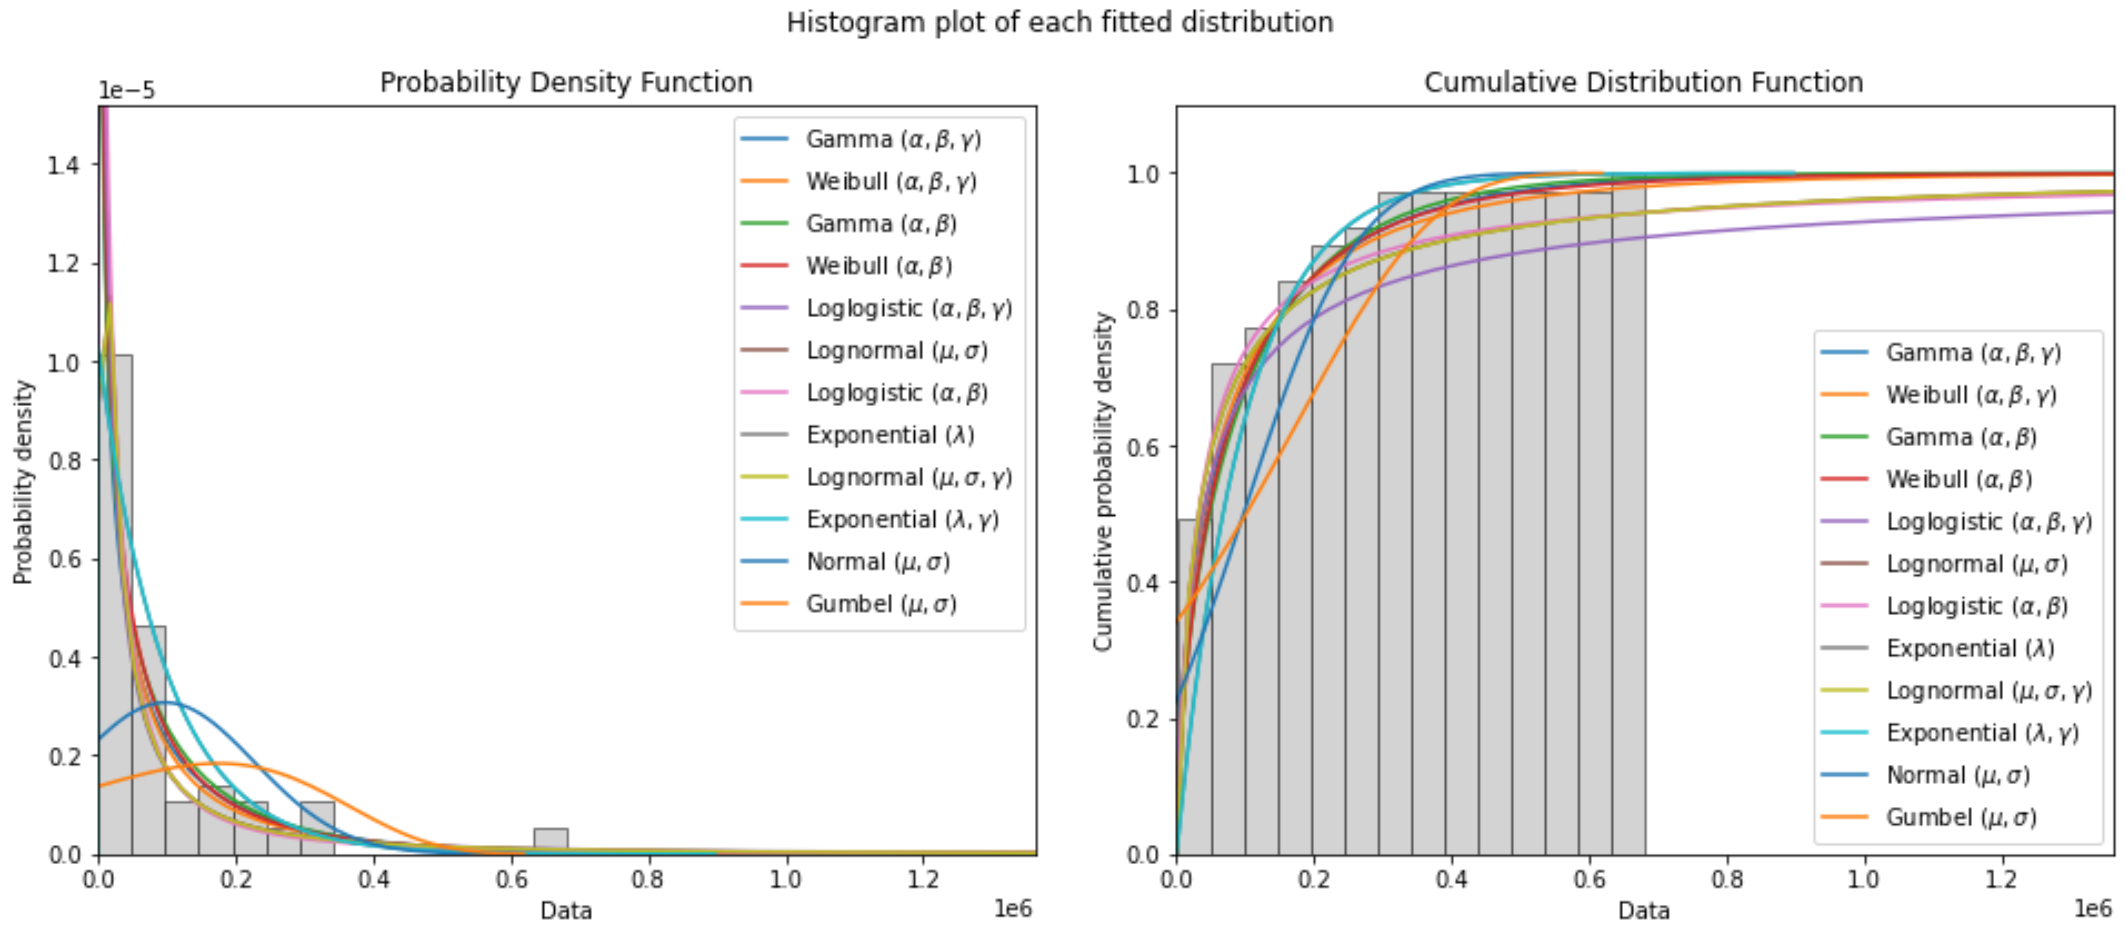 Histogram plot of each fitted distribution
Probability Density Function
1e−5
1.4
1.2
1.0
0.8
0.6
0.4
0.2
0.0
Probability density
0.0 0.2 0.4 0.6 0.8 1.0 1.2
Data
1e6
Gamma (α, β, γ)
Weibull (α, β, γ)
Gamma (α, β)
Weibull (α, β)
Loglogistic (α, β, γ)
Lognormal (μ, σ)
Loglogistic (α, β)
Exponential (λ)
Lognormal (μ, σ, γ)
Exponential (λ, γ)
Normal (μ, σ)
Gumbel (μ, σ)
Cumulative Distribution Function
1.0
0.8
0.6
0.4
0.2
0.0
Cumulative probability density
0.0 0.2 0.4 0.6 0.8 1.0 1.2
Data
1e6
Gamma (α, β, γ)
Weibull (α, β, γ)
Gamma (α, β)
Weibull (α, β)
Loglogistic (α, β, γ)
Lognormal (μ, σ)
Loglogistic (α, β)
Exponential (λ)
Lognormal (μ, σ, γ)
Exponential (λ, γ)
Normal (μ, σ)
Gumbel (μ, σ)